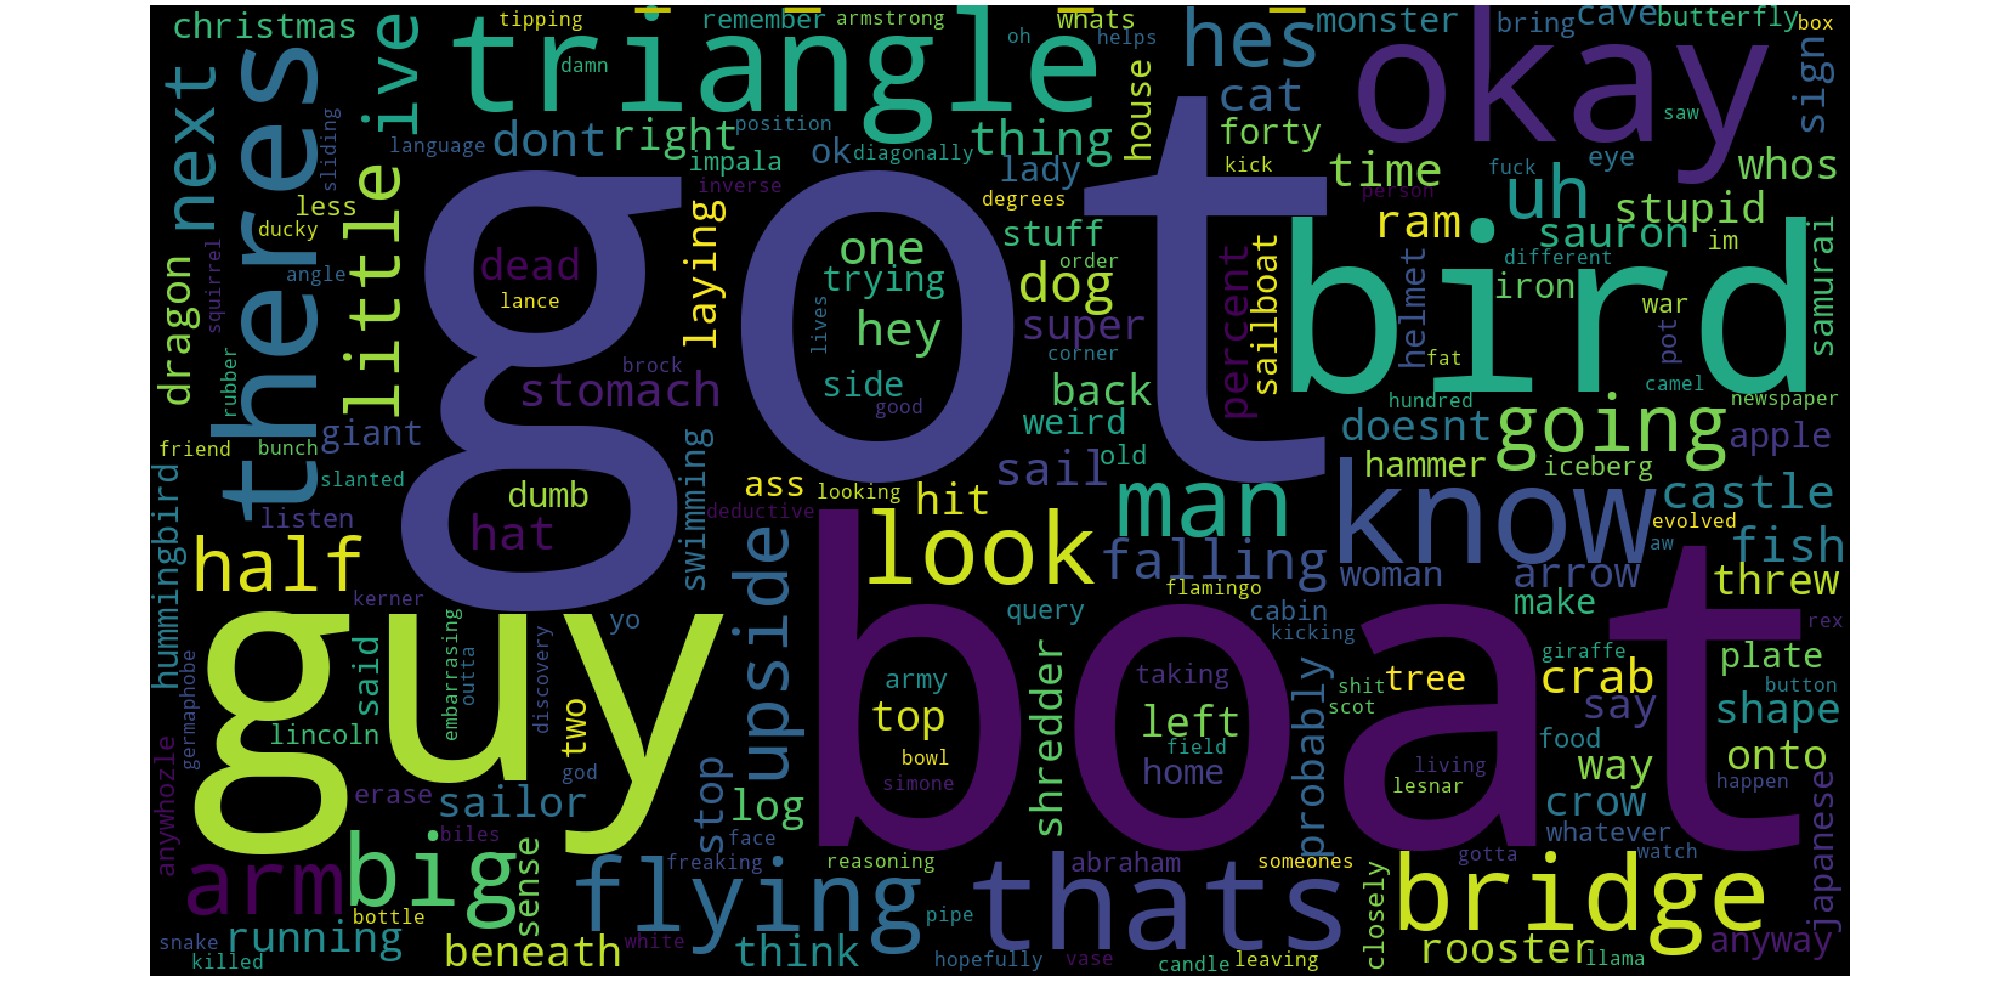 christmas
tipping
remember
armstrong
whats
hes
monster
bring
cave
butterfly
box
theres
next
live
triangle
damn
oh
helps
okay
sign
house
cat
saw
sliding
language
dont
right
position
ok
diagonally
thing
forty
time
eye
whos
impala
inverse
lady
kick
fuck
person
less
little
got
degrees
ram
uh
stupid
ducky
dragon
squirrel
angle
dead
lance
laying
one
trying
hey
lives
stuff
order
dog
super
percent
sailboat
bird
helmet
sauron
im
different
iron
war
samurai
pot
rubber
brock
stomach
side
good
corner
back
weird
fat
camel
hundred
newspaper
friend
bunch
giant
slanted
doesnt
going
apple
hummingbird
listen
dumb
hat
swimming
ass
looking
deductive
hit
sail
old
man
hammer
iceberg
know
castle
evolved
aw
fish
half
kerner
look
falling
woman
arrow
threw
flamingo
make
guy
embarrasing
outta
yo
discovery
upside
boat
query
cabin
kicking
giraffe
rex
said
germaphobe
lincoln
two
god
army
top
bowl
simone
shredder
taking
left
field
home
probably
shit
scot
tree
crab
say
plate
button
shape
anywhozle
erase
sailor
stop
log
living
lesnar
food
way
onto
happen
biles
face
crow
whatever
japanese
arm
big
sense
flying
freaking
reasoning
thats
abraham
someones
closely
gotta
watch
bridge
bottle
running
snake
killed
beneath
white
think
pipe
hopefully
vase
candle
leaving
rooster
llama
anyway